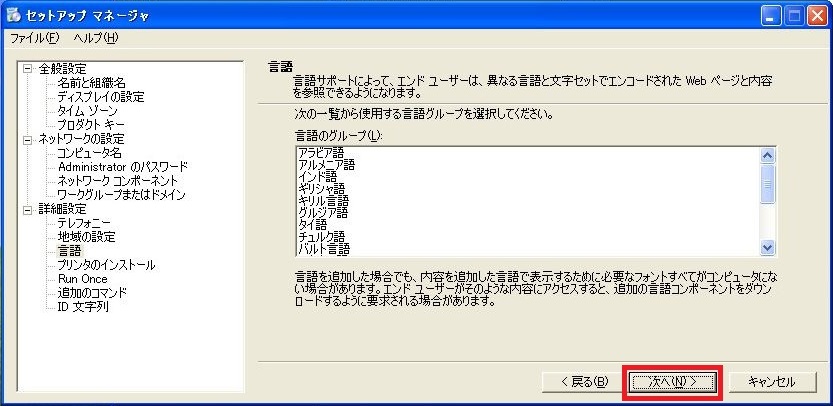 セットアップ マネージャ
ファイル(F) ヘルプ(H)
全般設定
名前と組織名
ディスプレイの設定
タイム ゾーン
プロダクト キー
ネットワークの設定
コンピュータ名
Administrator のパスワード
ネットワーク コンポーネント
ワークグループまたはドメイン
詳細設定
テレフォニー
地域の設定
言語
プリンタのインストール
Run Once
追加のコマンド
ID 文字列
言語
言語サポートによって、エンド ユーザーは、異なる言語と文字セットでエンコードされた Web ページと内容
を参照できるようになります。
次の一覧から使用する言語グループを選択してください。
言語のグループ(L):
アラビア語
アルメニア語
インド語
ギリシャ語
キリル言語
グルジア語
タイ語
チュルク語
バルト言語
言語を追加した場合でも、内容を追加した言語で表示するために必要なフォントすべてがコンピュータにな
い場合があります。エンド ユーザーがそのような内容にアクセスすると、追加の言語コンポーネントをダウン
ロードするように要求される場合があります。
< 戻る(B) 次へ(N) > キャンセル